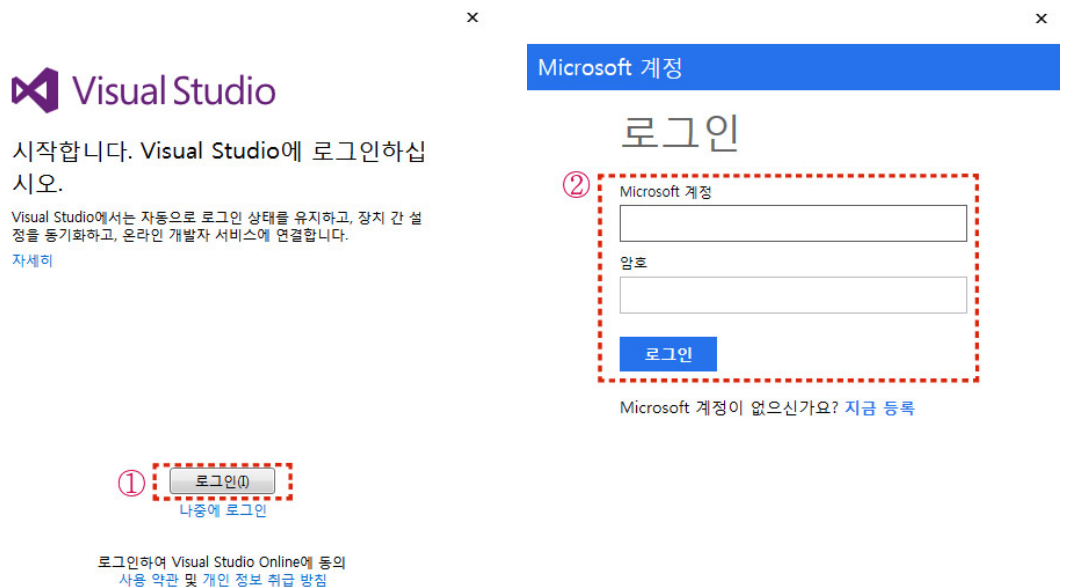 Visual Studio
시작합니다. Visual Studio에 로그인하십
시오.
Visual Studio에서는 자동으로 로그인 상태를 유지하고, 장치 간 설
정을 동기화하고, 온라인 개발자 서비스에 연결합니다.
자세히
①
로그인(I)
나중에 로그인
로그인하여 Visual Studio Online에 동의
사용 약관 및 개인 정보 취급 방침
Microsoft 계정
로그인
②
Microsoft 계정
암호
로그인
Microsoft 계정이 없으신가요? 지금 등록